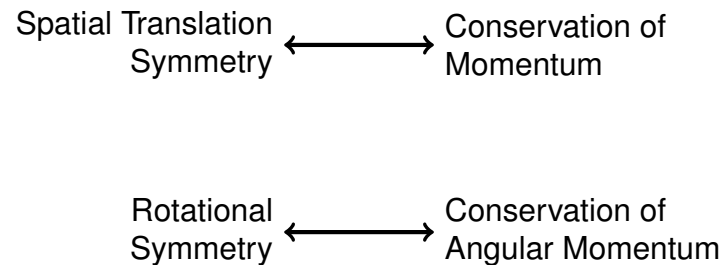 Spatial Translation
Symmetry
Conservation of
Momentum
Rotational
Symmetry
Conservation of
Angular Momentum